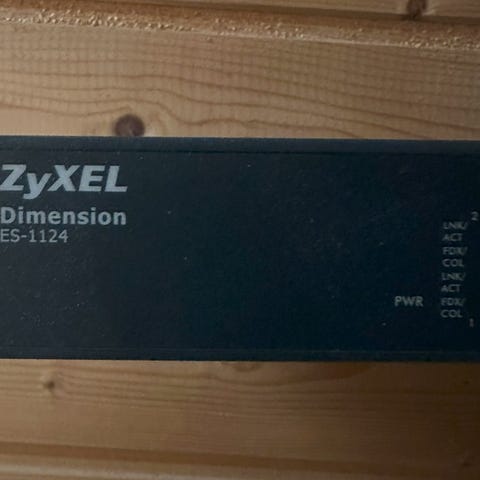 ZyXEL
Dimension
ES-1124
2
LNK/
ACT
FDX/
COL
LNK/
ACT
PWR FDX/
COL
1